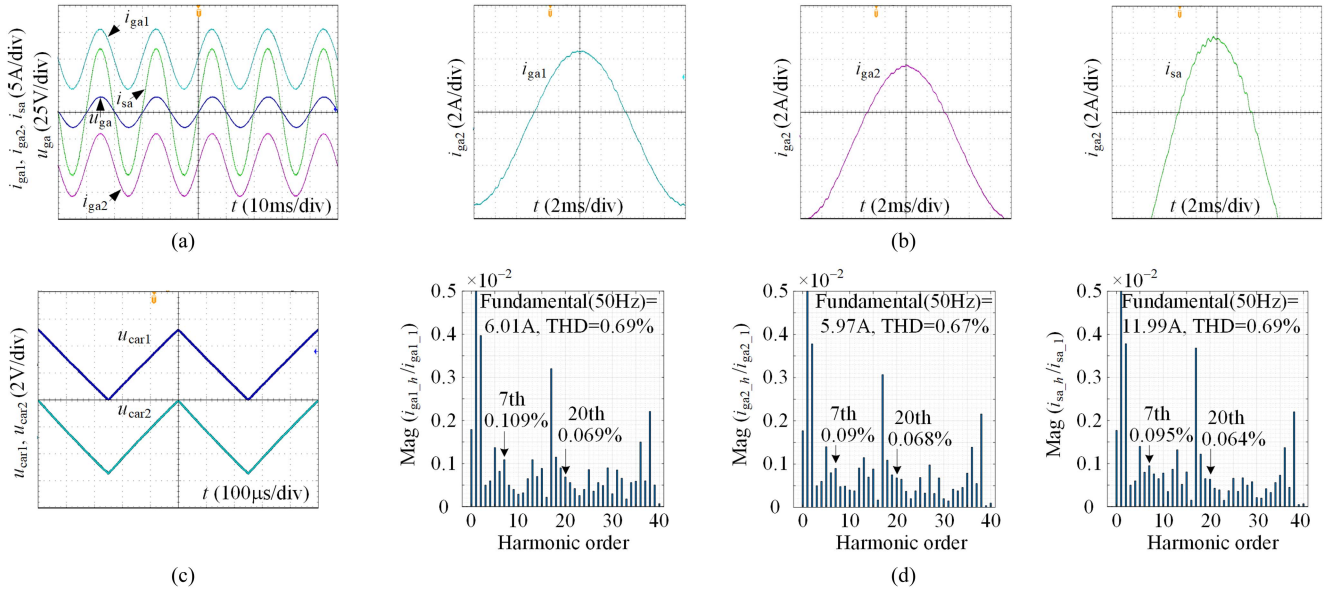 i_ga1, i_ga2, i_sa (5A/div)
u_ga (25V/div)
i_ga1
i_sa
u_ga
i_ga2
t (10ms/div)
(a)
i_ga2 (2A/div)
i_ga1
t (2ms/div)
i_ga2 (2A/div)
i_ga2
t (2ms/div)
i_ga2 (2A/div)
i_sa
t (2ms/div)
(b)
u_car1, u_car2 (2V/div)
u_car1
u_car2
t (100μs/div)
(c)
×10⁻²
Mag (i_ga1_h/i_ga1_1)
0.5
0.4
0.3
0.2
0.1
0
Fundamental(50Hz)=
6.01A, THD=0.69%
7th
0.109%
20th
0.069%
0 10 20 30 40
Harmonic order
×10⁻²
Mag (i_ga2_h/i_ga2_1)
0.5
0.4
0.3
0.2
0.1
0
Fundamental(50Hz)=
5.97A, THD=0.67%
7th
0.09%
20th
0.068%
0 10 20 30 40
Harmonic order
×10⁻²
Mag (i_sa_h/i_sa_1)
0.5
0.4
0.3
0.2
0.1
0
Fundamental(50Hz)=
11.99A, THD=0.69%
7th
0.095%
20th
0.064%
0 10 20 30 40
Harmonic order
(d)